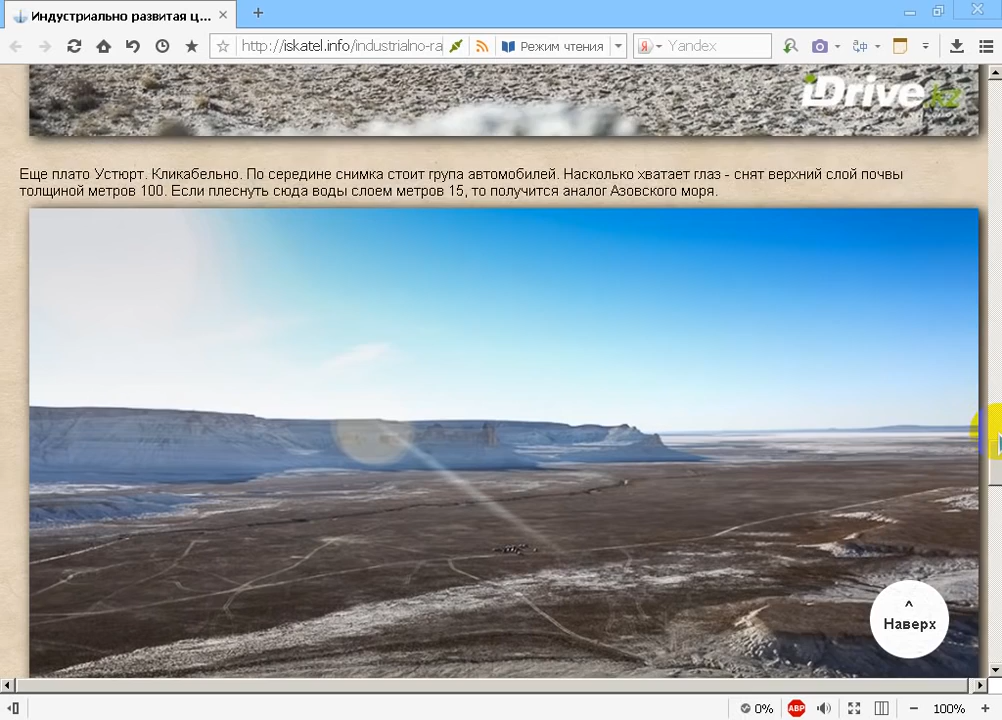 Индустриально развитая ц...
http://iskatel.info/industrialno-ra
Режим чтения
Я
Yandex
iDrive.kz
Еще плато Устюрт. Кликабельно. По середине снимка стоит група автомобилей. Насколько хватает глаз - снят верхний слой почвы
толщиной метров 100. Если плеснуть сюда воды слоем метров 15, то получится аналог Азовского моря.
^
Наверх
0%
ABP
100%